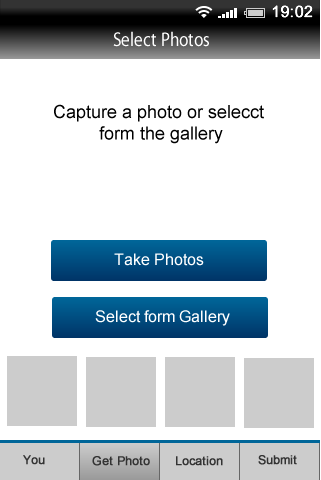 19:02
Select Photos
Capture a photo or selecct
form the gallery
Take Photos
Select form Gallery
You
Get Photo
Location
Submit